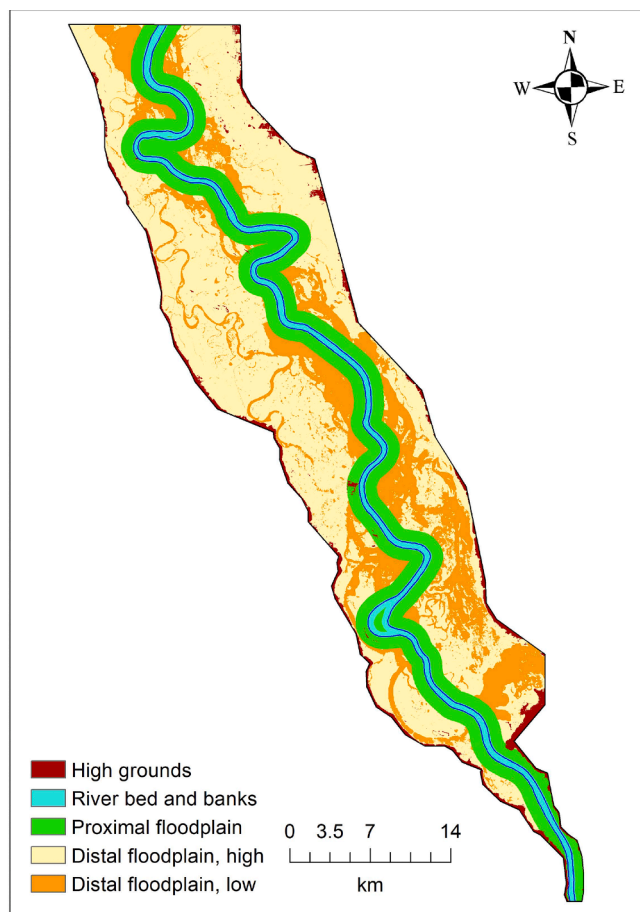 N
W E
S
High grounds
River bed and banks
Proximal floodplain
Distal floodplain, high
Distal floodplain, low
0 3.5 7 14
km